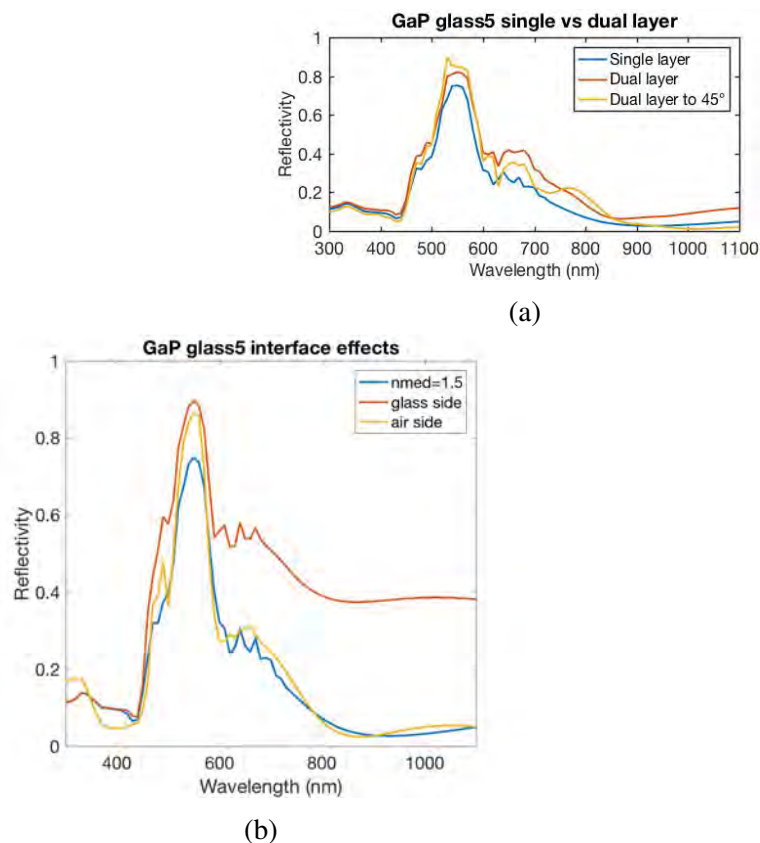 GaP glass5 single vs dual layer
1
0.8
0.6
0.4
0.2
0
Reflectivity
Single layer
Dual layer
Dual layer to 45°
300 400 500 600 700 800 900 1000 1100
Wavelength (nm)
(a)
GaP glass5 interface effects
1
0.8
0.6
0.4
0.2
0
Reflectivity
nmed=1.5
glass side
air side
400 600 800 1000
Wavelength (nm)
(b)